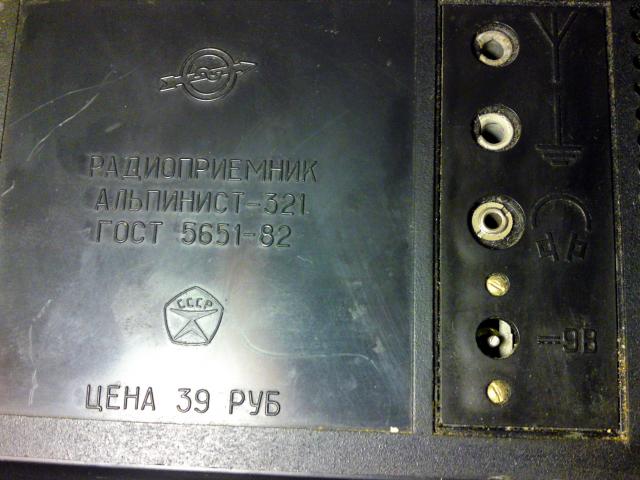 РАДИОПРИЕМНИК
АЛЬПИНИСТ-321
ГОСТ 5651-82
СССР
ЦЕНА 39 РУБ
=9В